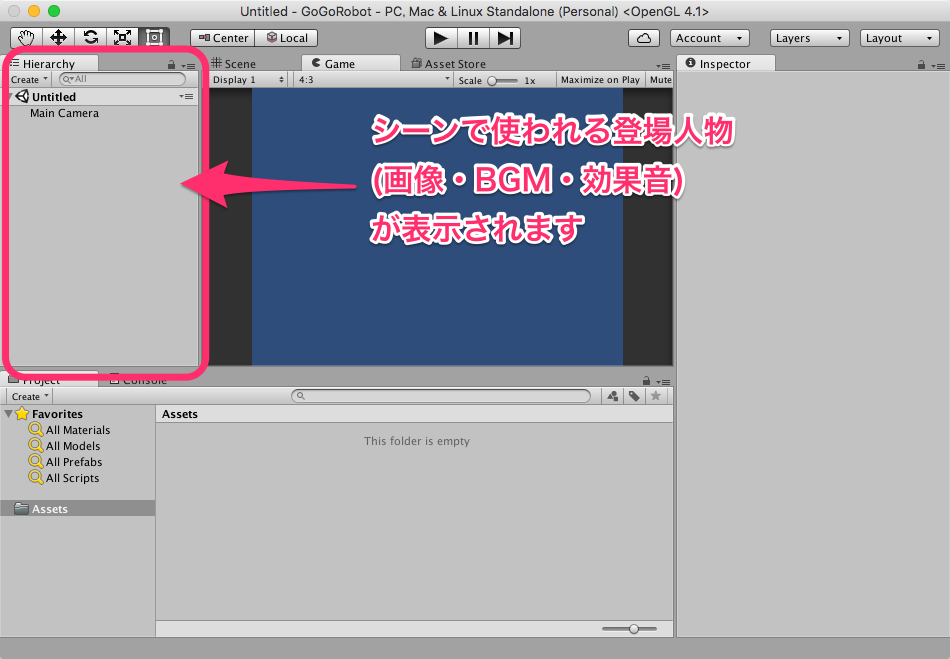 Untitled - GoGoRobot - PC, Mac & Linux Standalone (Personal) <OpenGL 4.1>
Center Local Account Layers Layout
Hierarchy Scene Game Asset Store Inspector
Create All Display 1 4:3 Scale 1x Maximize on Play Mute
Untitled
Main Camera
シーンで使われる登場人物
(画像・BGM・効果音)
が表示されます
Project Console
Create
Favorites Assets
All Materials
All Models
All Prefabs
All Scripts
Assets
This folder is empty